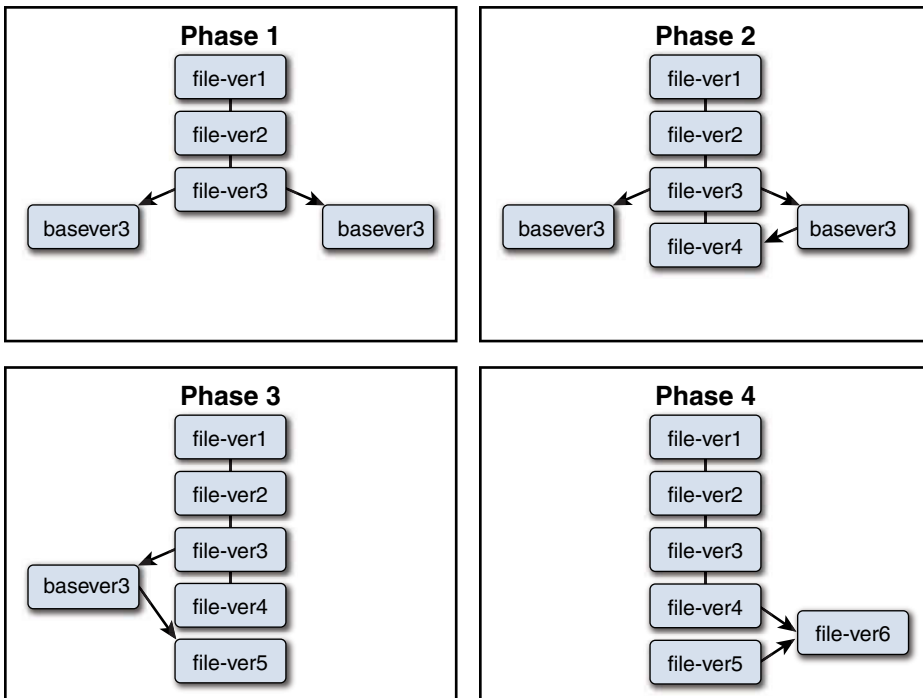 Phase 1
file-ver1
file-ver2
file-ver3
basever3
basever3
Phase 2
file-ver1
file-ver2
file-ver3
basever3
basever3
file-ver4
Phase 3
file-ver1
file-ver2
file-ver3
basever3
file-ver4
file-ver5
Phase 4
file-ver1
file-ver2
file-ver3
file-ver4
file-ver6
file-ver5